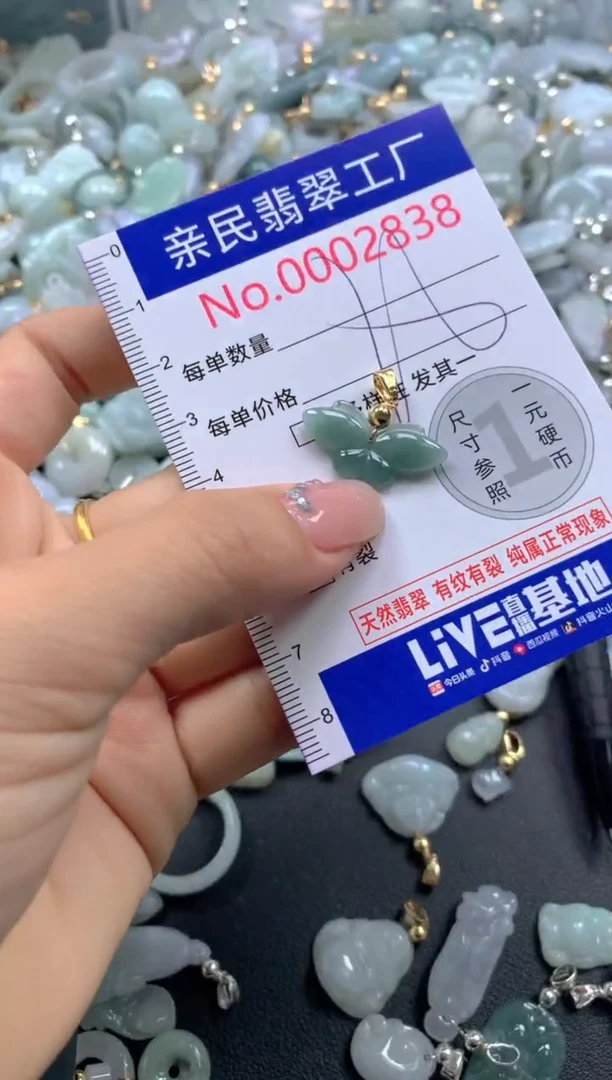 亲民翡翠工厂
No.0002838
每单数量
每单价格
发其一
一元硬币
1
尺寸参照
有裂
天然翡翠 有纹有裂 纯属正常现象
LiVE直播基地
今日头条 抖音 西瓜视频 抖音火山
0
1
2
3
4
7
8